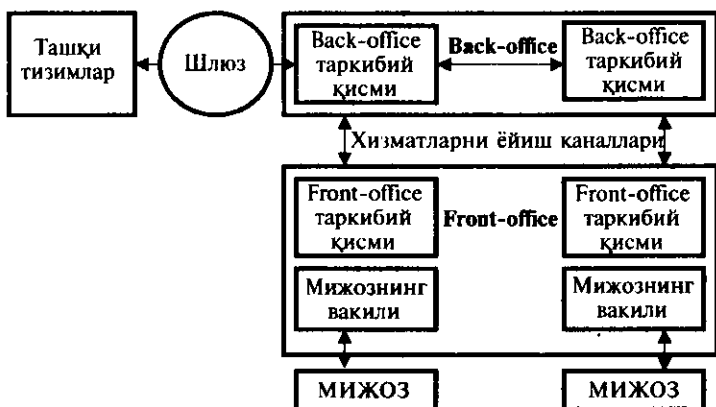 Ташқи
тизимлар
Шлюз
Back-office
таркибий
қисми
Back-office
Back-office
таркибий
қисми
Хизматларни ёйиш каналлари
Front-office
таркибий
қисми
Front-office
Front-office
таркибий
қисми
Мижознинг
вакили
Мижознинг
вакили
МИЖОЗ
МИЖОЗ